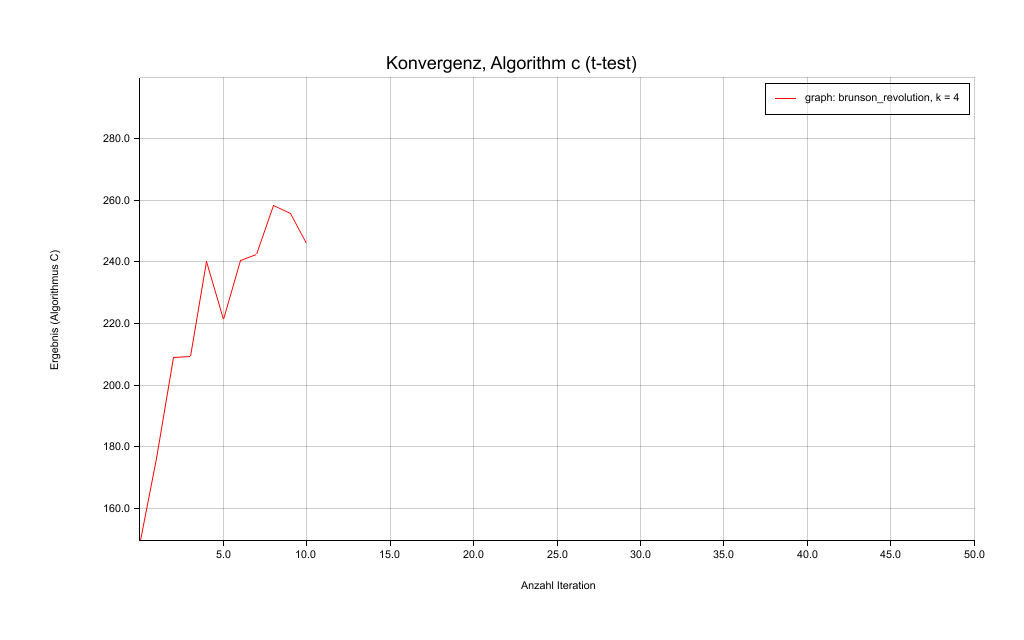 Konvergenz, Algorithm c (t-test)
graph: brunson_revolution, k = 4
280.0
260.0
240.0
220.0
200.0
180.0
160.0
Ergebnis (Algorithmus C)
5.0 10.0 15.0 20.0 25.0 30.0 35.0 40.0 45.0 50.0
Anzahl Iteration